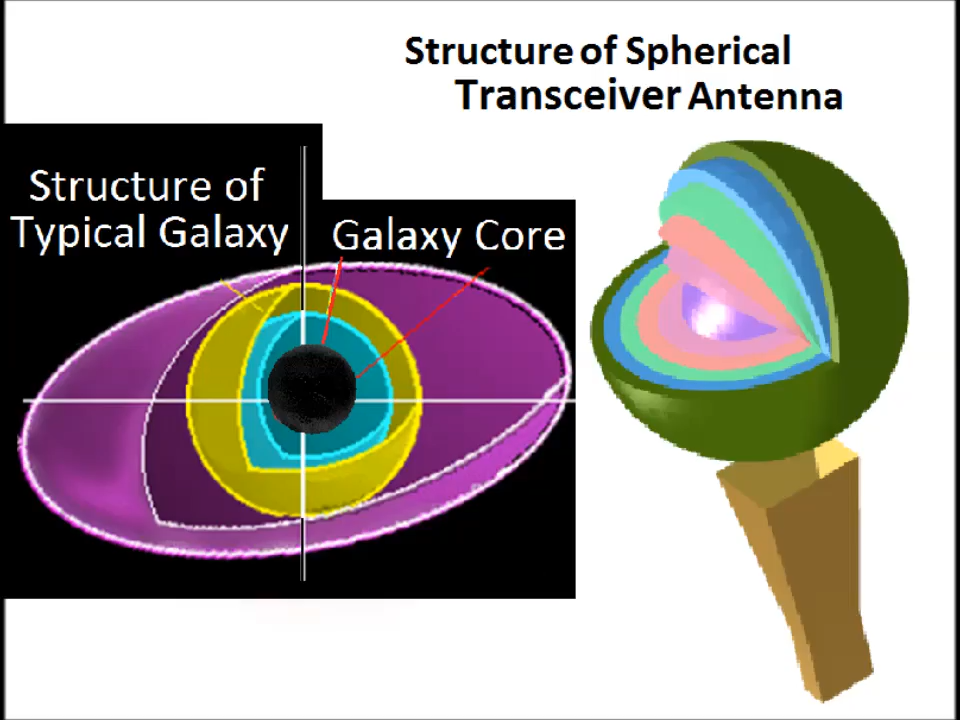 Structure of Spherical
Transceiver Antenna
Structure of
Typical Galaxy
Galaxy Core